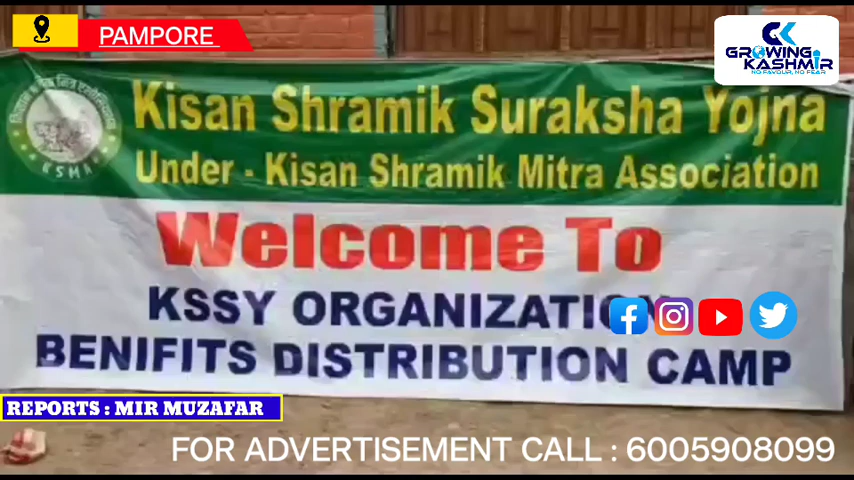 PAMPORE
GROWING
KASHMIR
NO FAVOUR, NO FEAR
Kisan Shramik Suraksha Yojna
Under - Kisan Shramik Mitra Association
KSMA
Welcome To
KSSY ORGANIZATION
BENIFITS DISTRIBUTION CAMP
REPORTS : MIR MUZAFAR
FOR ADVERTISEMENT CALL : 6005908099